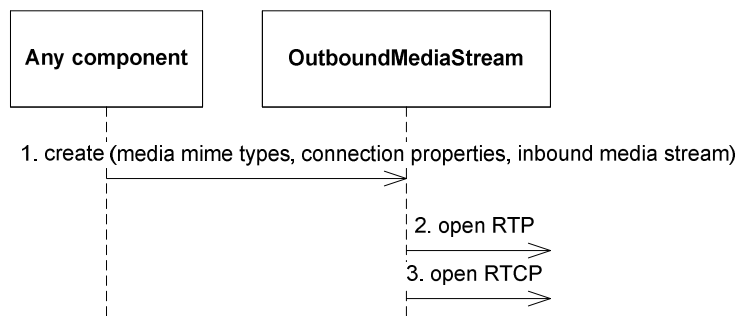 Any component
OutboundMediaStream
1. create (media mime types, connection properties, inbound media stream)
2. open RTP
3. open RTCP